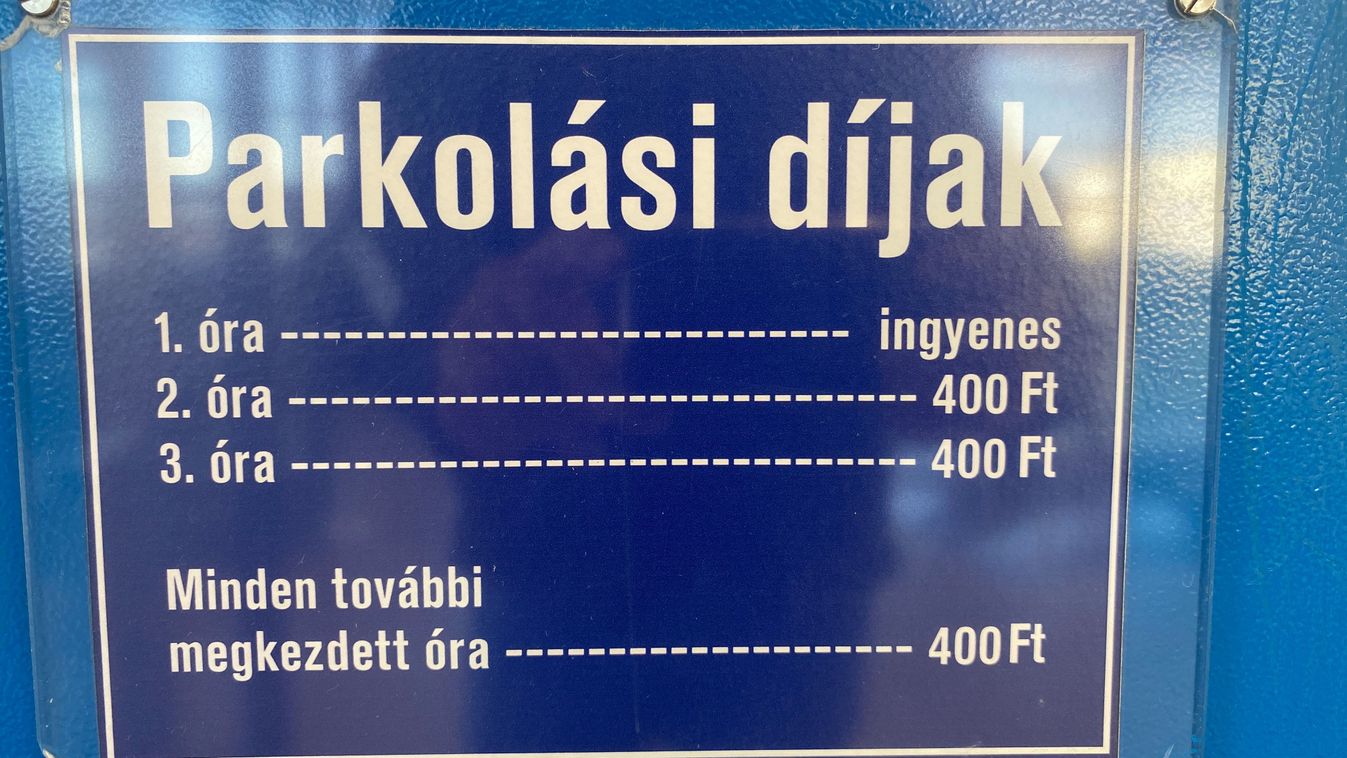 Parkolási díjak
1. óra --------------------------- ingyenes
2. óra ------------------------------ 400 Ft
3. óra ------------------------------ 400 Ft
Minden további
megkezdett óra -------------------- 400 Ft